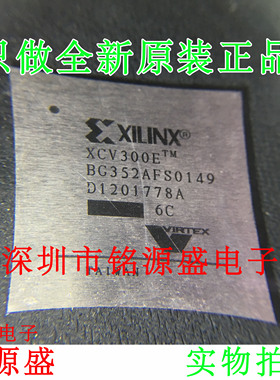 只做全新原装正品
XILINX®
XCV300E™
BG352AFS0149
D1201778A
6C
VIRTEX
深圳市铭源盛电子
TAIWAN
电子
源盛
实物拍